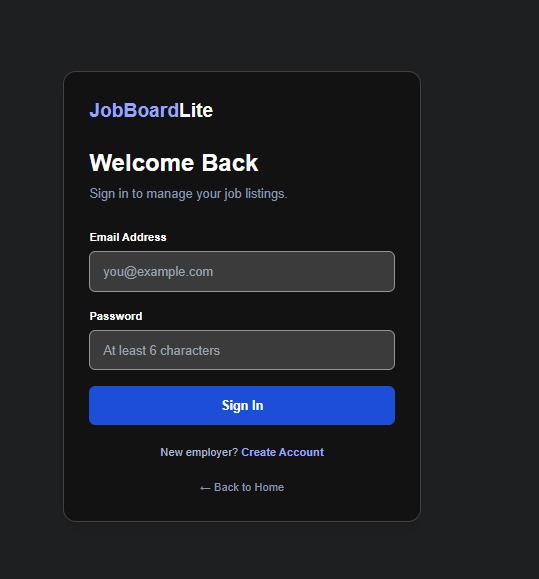 JobBoardLite
Welcome Back
Sign in to manage your job listings.
Email Address
you@example.com
Password
At least 6 characters
Sign In
New employer? Create Account
← Back to Home